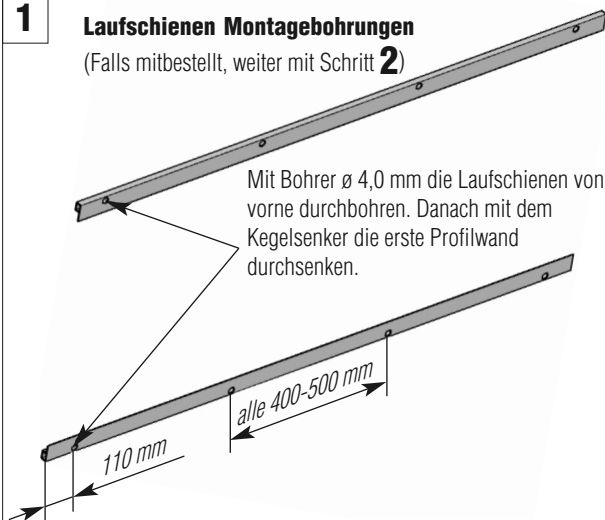 1
Laufschienen Montagebohrungen
(Falls mitbestellt, weiter mit Schritt 2)
Mit Bohrer ø 4,0 mm die Laufschienen von
vorne durchbohren. Danach mit dem
Kegelsenker die erste Profilwand
durchsenken.
alle 400-500 mm
110 mm